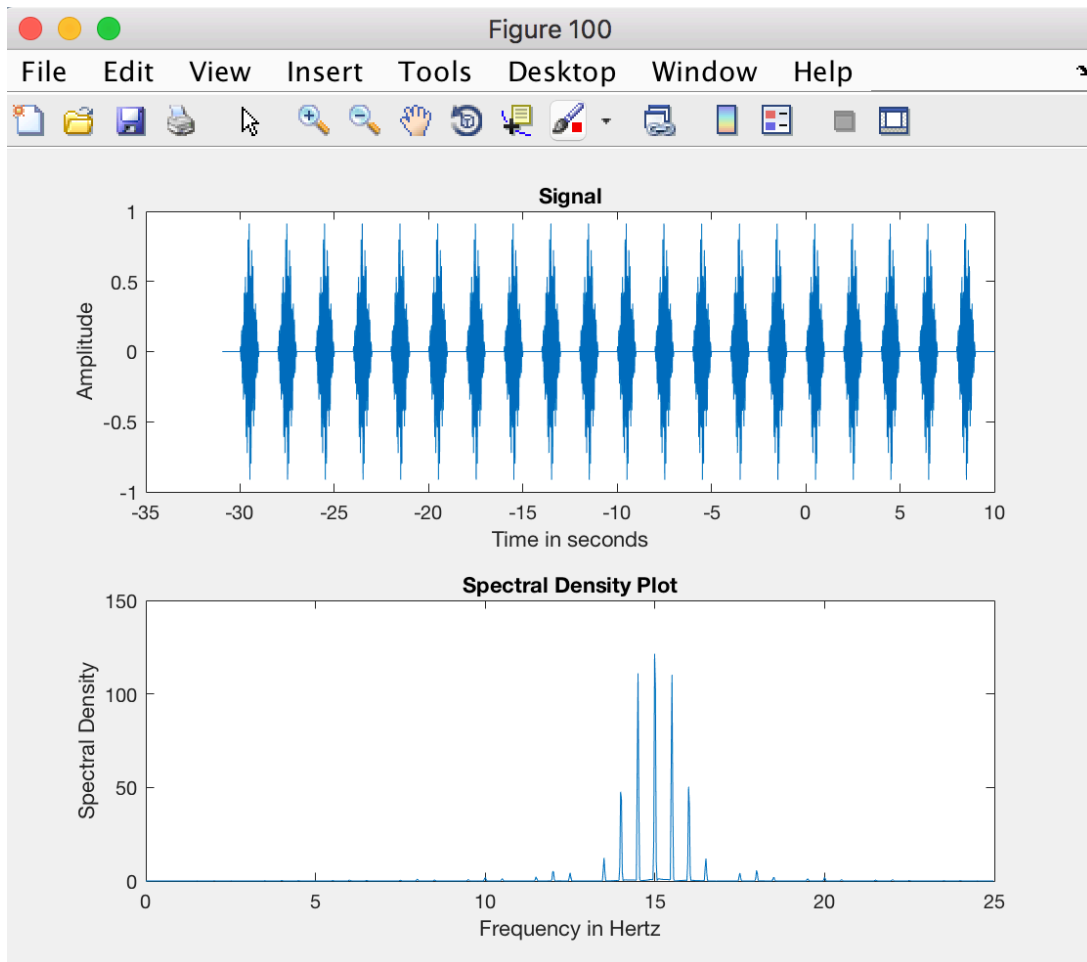 Figure 100
File Edit View Insert Tools Desktop Window Help
Signal
1
0.5
0
-0.5
-1
Amplitude
-35 -30 -25 -20 -15 -10 -5 0 5 10
Time in seconds
Spectral Density Plot
150
100
50
0
Spectral Density
0 5 10 15 20 25
Frequency in Hertz